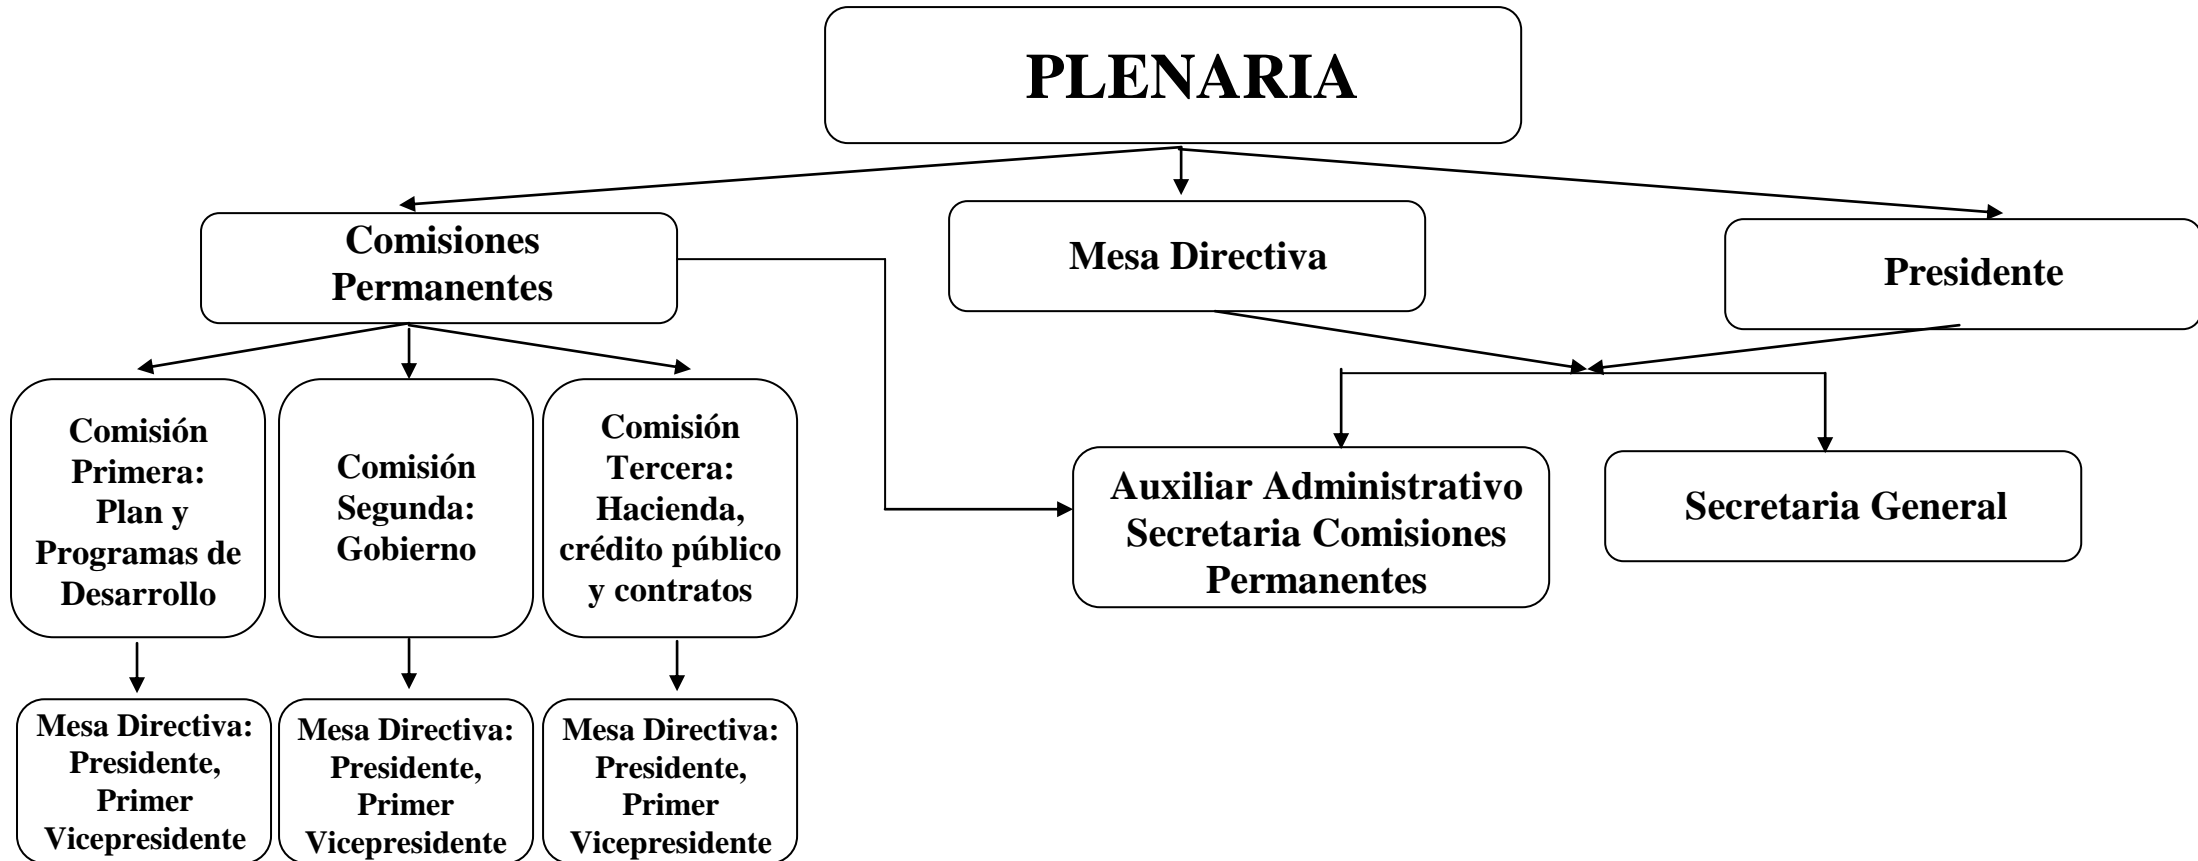 PLENARIA
Comisiones
Permanentes
Mesa Directiva
Presidente
Comisión
Primera:
Plan y
Programas de
Desarrollo
Comisión
Segunda:
Gobierno
Comisión
Tercera:
Hacienda,
crédito público
y contratos
Auxiliar Administrativo
Secretaria Comisiones
Permanentes
Secretaria General
Mesa Directiva:
Presidente,
Primer
Vicepresidente
Mesa Directiva:
Presidente,
Primer
Vicepresidente
Mesa Directiva:
Presidente,
Primer
Vicepresidente